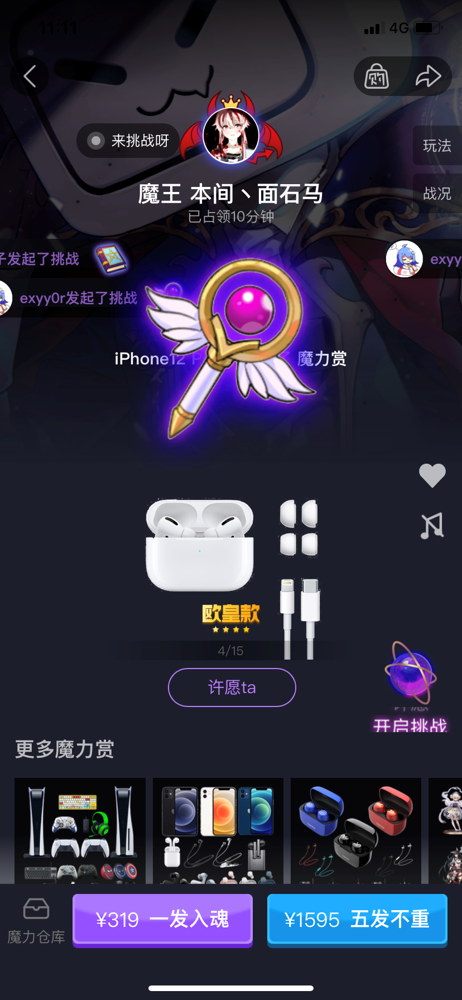 11:11
4G
购
来挑战呀
玩法
魔王 本间丶面石马
战况
已占领10分钟
子发起了挑战
exyy
exyy0r发起了挑战
iPhone12 P
魔力赏
欧皇款
4/15
许愿ta
许愿
开启挑战
更多魔力赏
魔力仓库
¥319 一发入魂
¥1595 五发不重